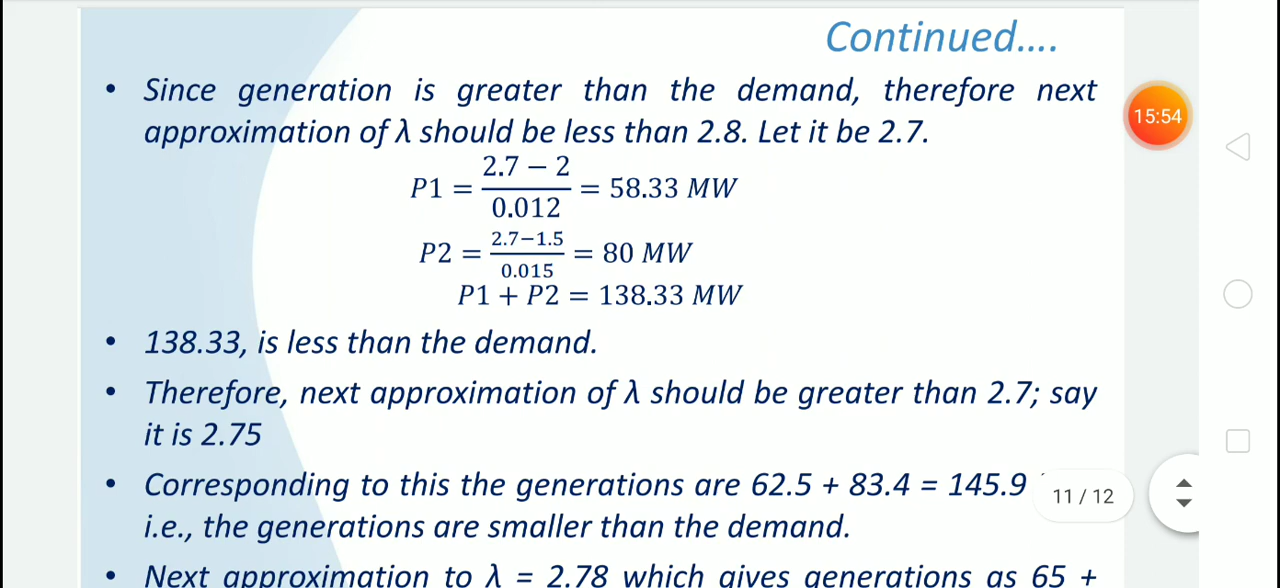 Continued....
• Since generation is greater than the demand, therefore next
approximation of λ should be less than 2.8. Let it be 2.7.
P1 = (2.7 − 2)/0.012 = 58.33 MW
P2 = (2.7−1.5)/0.015 = 80 MW
P1 + P2 = 138.33 MW
• 138.33, is less than the demand.
• Therefore, next approximation of λ should be greater than 2.7; say
it is 2.75
• Corresponding to this the generations are 62.5 + 83.4 = 145.9
i.e., the generations are smaller than the demand.
• Next approximation to λ = 2.78 which gives generations as 65 +
15:54
11 / 12